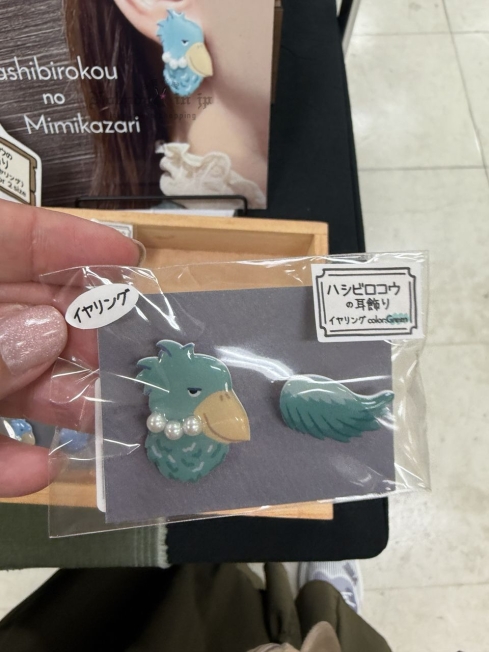 ashibirokou
no
Mimikazari
イヤリング
ハシビロコウ
の耳飾り
イヤリング color:Green